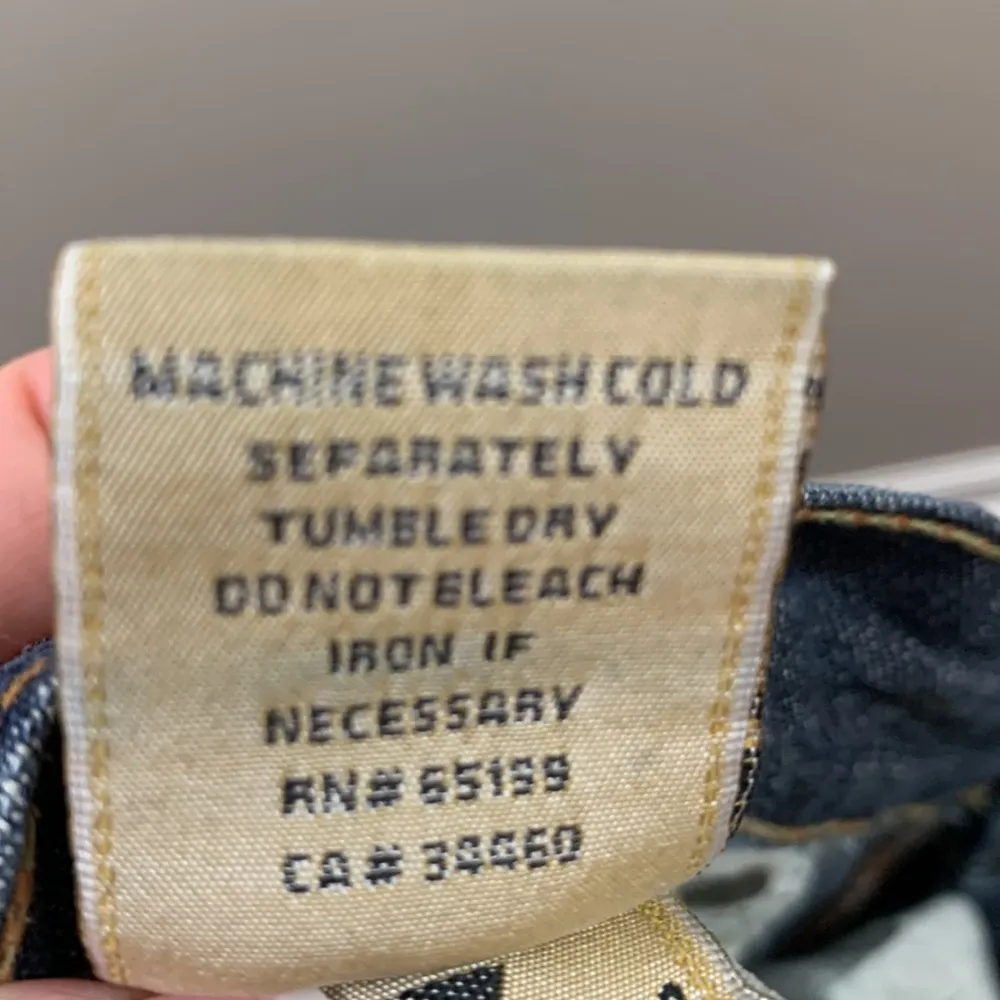 MACHINE WASH COLD
SEPARATELY
TUMBLE DRY
DO NOT BLEACH
IRON IF
NECESSARY
RN# 65199
CA# 34460